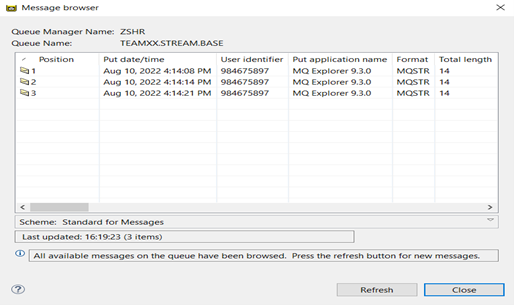 Message browser
Queue Manager Name: ZSHR
Queue Name: TEAMXX.STREAM.BASE
Position Put date/time User identifier Put application name Format Total length
1 Aug 10, 2022 4:14:08 PM 984675897 MQ Explorer 9.3.0 MQSTR 14
2 Aug 10, 2022 4:14:14 PM 984675897 MQ Explorer 9.3.0 MQSTR 14
3 Aug 10, 2022 4:14:21 PM 984675897 MQ Explorer 9.3.0 MQSTR 14
Scheme: Standard for Messages
Last updated: 16:19:23 (3 items)
All available messages on the queue have been browsed. Press the refresh button for new messages.
Refresh Close